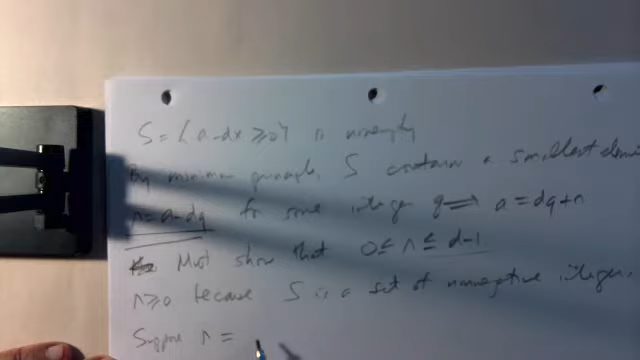 S = { a-dx ⩾ 0 } is nonempty
By minimum principle, S contains a smallest
r = a-dq for some integer q ⟺ a = dq+r
Must show that 0 ≤ r ≤ d-1
r ⩾ 0 because S is a set of nonnegative integers.
Suppose r =